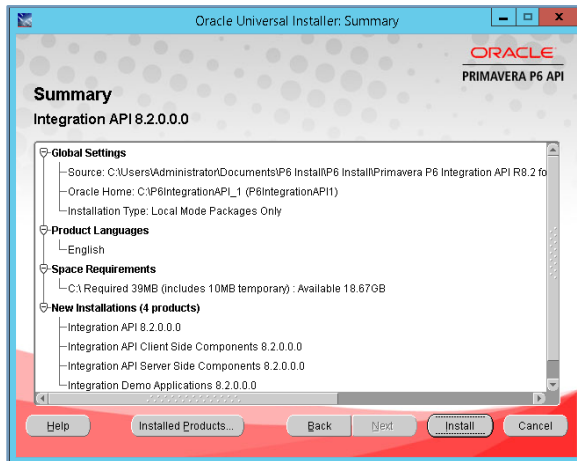 Oracle Universal Installer: Summary
ORACLE
PRIMAVERA P6 API
Summary
Integration API 8.2.0.0.0
Global Settings
Source: C:\Users\Administrator\Documents\P6 Install\P6 Install\Primavera P6 Integration API R8.2 fo
Oracle Home: C:\P6IntegrationAPI_1 (P6IntegrationAPI1)
Installation Type: Local Mode Packages Only
Product Languages
English
Space Requirements
C:\ Required 39MB (includes 10MB temporary) : Available 18.67GB
New Installations (4 products)
Integration API 8.2.0.0.0
Integration API Client Side Components 8.2.0.0.0
Integration API Server Side Components 8.2.0.0.0
Integration Demo Applications 8.2.0.0.0
Help Installed Products... Back Next Install Cancel